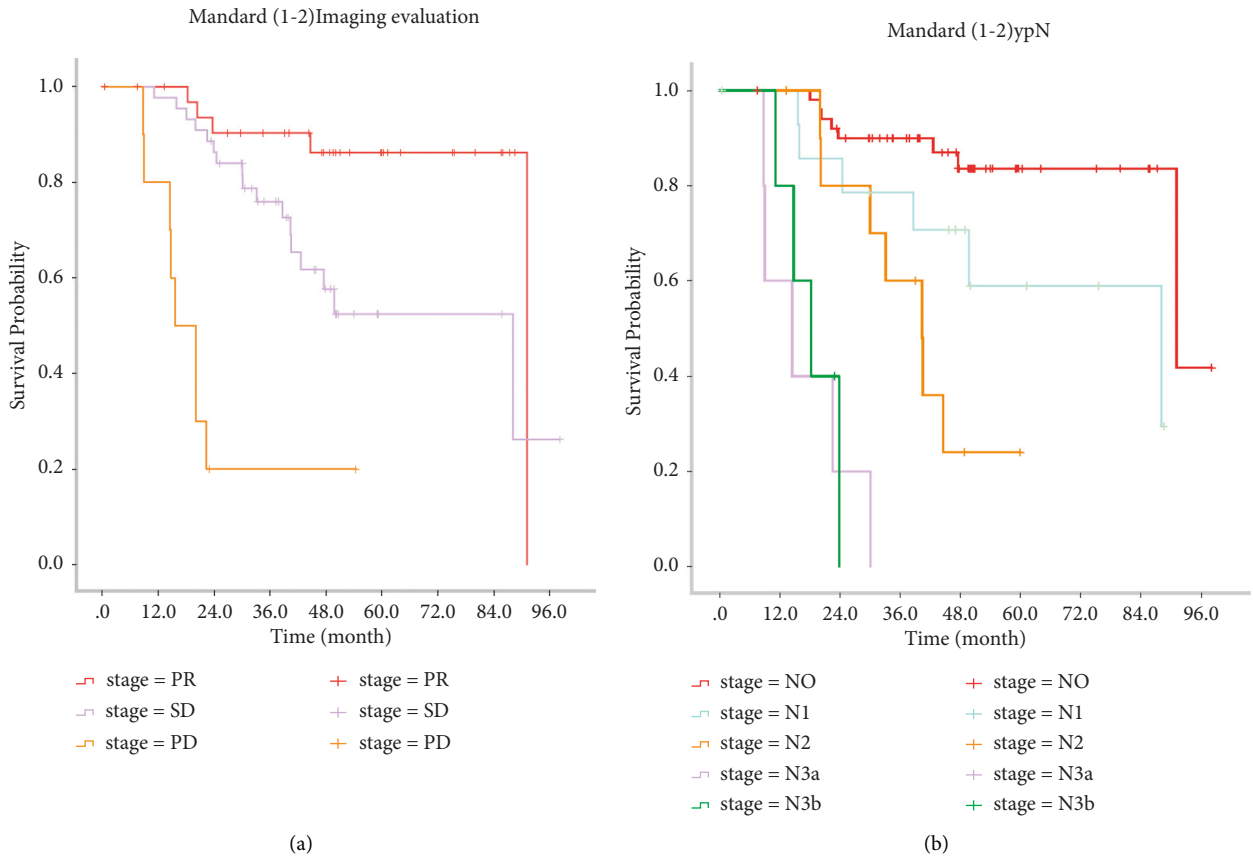 Mandard (1-2)Imaging evaluation
1.0
0.8
0.6
0.4
0.2
0.0
Survival Probability
.0 12.0 24.0 36.0 48.0 60.0 72.0 84.0 96.0
Time (month)
stage = PR stage = PR
stage = SD stage = SD
stage = PD stage = PD
(a)
Mandard (1-2)ypN
1.0
0.8
0.6
0.4
0.2
0.0
Survival Probability
.0 12.0 24.0 36.0 48.0 60.0 72.0 84.0 96.0
Time (month)
stage = NO stage = NO
stage = N1 stage = N1
stage = N2 stage = N2
stage = N3a stage = N3a
stage = N3b stage = N3b
(b)